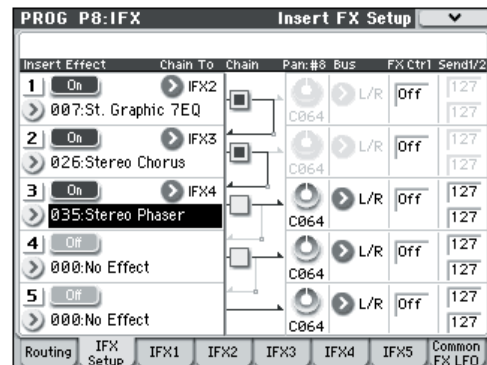 PROG P8:IFX Insert FX Setup
Insert Effect Chain To Chain Pan:#8 Bus FX Ctrl Send1/2
1 On IFX2 L/R Off 127
007:St. Graphic 7EQ C064 127
2 On IFX3 L/R Off 127
026:Stereo Chorus C064 127
3 On IFX4 L/R Off 127
035:Stereo Phaser C064 127
4 Off L/R Off 127
000:No Effect C064 127
5 Off L/R Off 127
000:No Effect C064 127
Routing IFX Setup IFX1 IFX2 IFX3 IFX4 IFX5 Common FX LFO